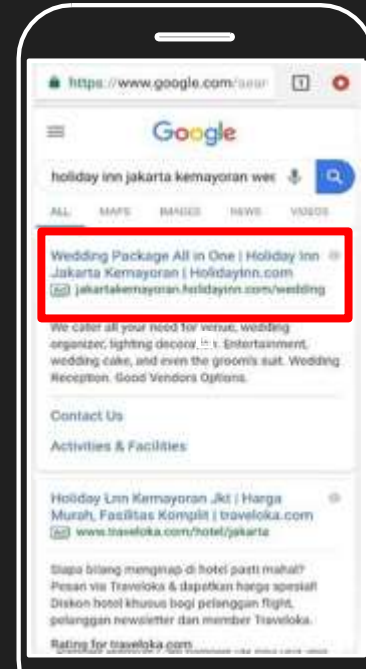 https://www.google.com/sear
1
Google
holiday inn jakarta kemayoran wee
ALL MAPS IMAGES NEWS VIDEOS
Wedding Package All in One | Holiday Inn
Jakarta Kemayoran | HolidayInn.com
Ad jakartakemayoran.holidayinn.com/wedding
We cater all your need for venue, wedding
organizer, lighting decora Entertainment,
wedding cake, and even the groom's suit. Wedding
Reception. Good Vendors Options.
Contact Us
Activities & Facilities
Holiday Lnn Kemayoran Jkt | Harga
Murah, Fasilitas Komplit | traveloka.com
Ad www.traveloka.com/hotel/jakarta
Siapa bilang menginap di hotel pasti mahal?
Pesan via Traveloka & dapatkan harga spesial!
Diskon hotel khusus bagi pelanggan flight,
pelanggan newsletter dan member Traveloka.
Rating for traveloka.com